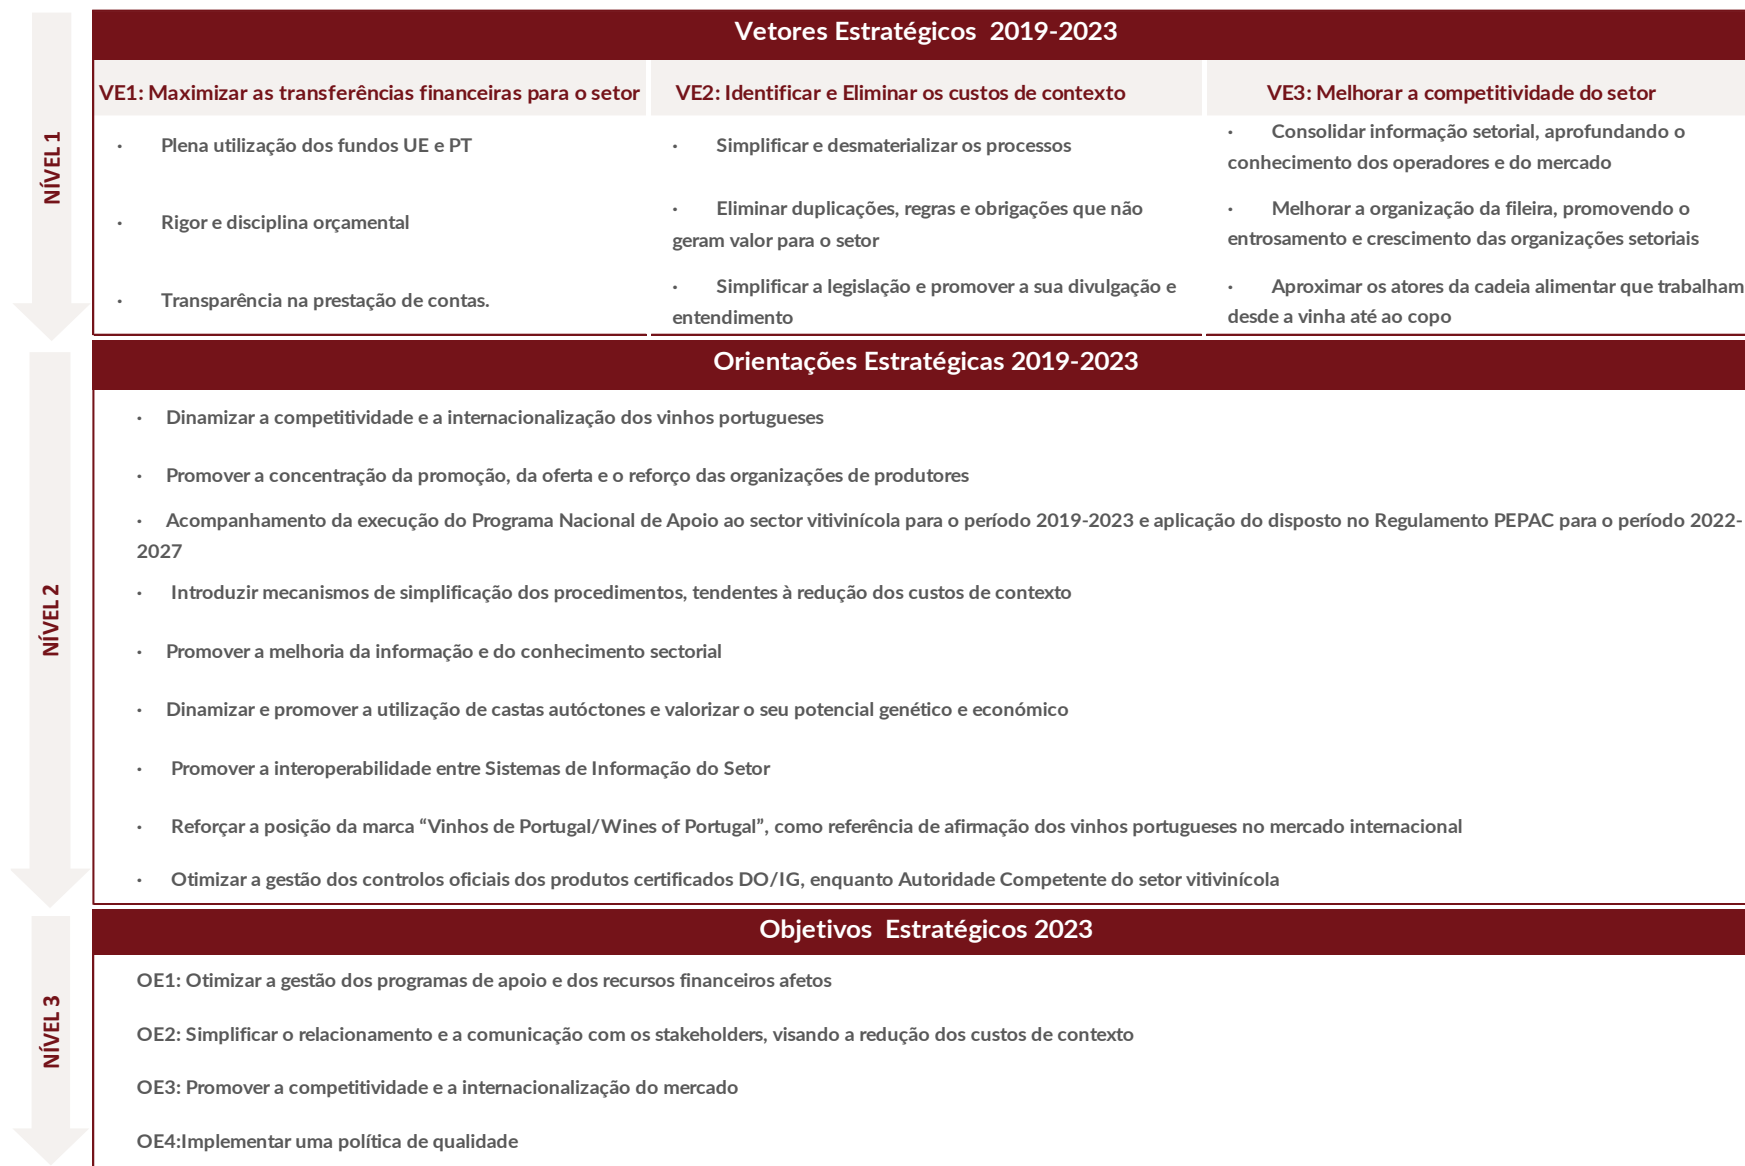 Vetores Estratégicos 2019-2023
NÍVEL 1
VE1: Maximizar as transferências financeiras para o setor
· Plena utilização dos fundos UE e PT
· Rigor e disciplina orçamental
· Transparência na prestação de contas.
VE2: Identificar e Eliminar os custos de contexto
· Simplificar e desmaterializar os processos
· Eliminar duplicações, regras e obrigações que não
geram valor para o setor
· Simplificar a legislação e promover a sua divulgação e
entendimento
VE3: Melhorar a competitividade do setor
· Consolidar informação setorial, aprofundando o
conhecimento dos operadores e do mercado
· Melhorar a organização da fileira, promovendo o
entrosamento e crescimento das organizações setoriais
· Aproximar os atores da cadeia alimentar que trabalham
desde a vinha até ao copo
Orientações Estratégicas 2019-2023
NÍVEL 2
· Dinamizar a competitividade e a internacionalização dos vinhos portugueses
· Promover a concentração da promoção, da oferta e o reforço das organizações de produtores
· Acompanhamento da execução do Programa Nacional de Apoio ao sector vitivinícola para o período 2019-2023 e aplicação do disposto no Regulamento PEPAC para o período 2022-
2027
· Introduzir mecanismos de simplificação dos procedimentos, tendentes à redução dos custos de contexto
· Promover a melhoria da informação e do conhecimento sectorial
· Dinamizar e promover a utilização de castas autóctones e valorizar o seu potencial genético e económico
· Promover a interoperabilidade entre Sistemas de Informação do Setor
· Reforçar a posição da marca “Vinhos de Portugal/Wines of Portugal”, como referência de afirmação dos vinhos portugueses no mercado internacional
· Otimizar a gestão dos controlos oficiais dos produtos certificados DO/IG, enquanto Autoridade Competente do setor vitivinícola
Objetivos Estratégicos 2023
NÍVEL 3
OE1: Otimizar a gestão dos programas de apoio e dos recursos financeiros afetos
OE2: Simplificar o relacionamento e a comunicação com os stakeholders, visando a redução dos custos de contexto
OE3: Promover a competitividade e a internacionalização do mercado
OE4:Implementar uma política de qualidade